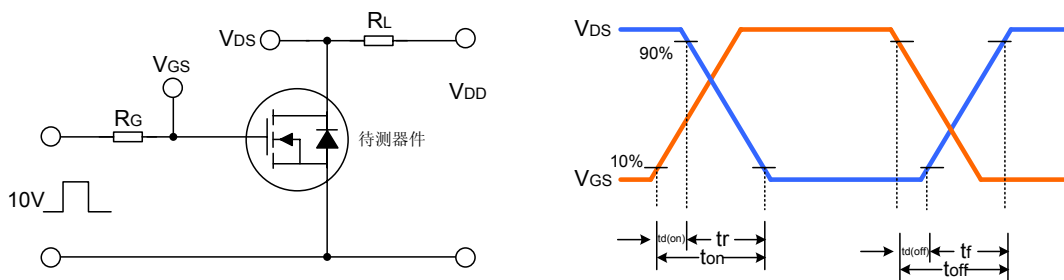 VDS
RL
VGS
VDD
RG
待测器件
10V
VDS
90%
10%
VGS
td(on)
tr
ton
td(off)
tf
toff